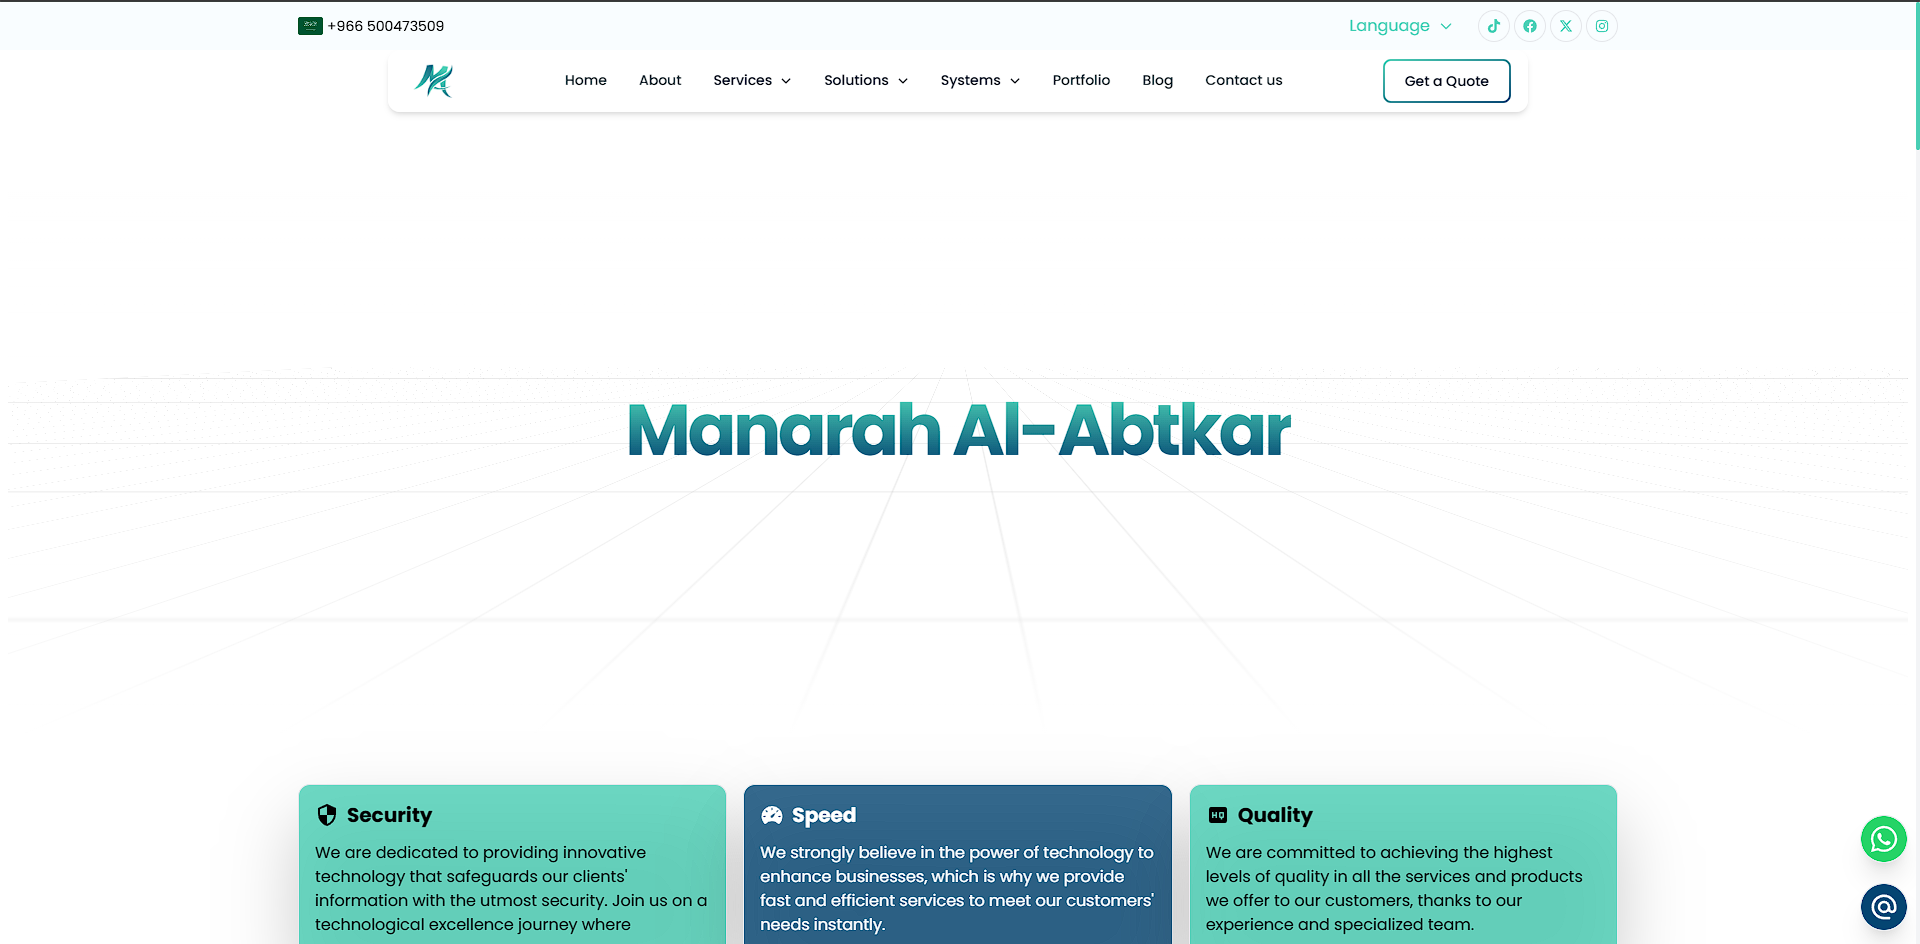 +966 500473509
Language
Home
About
Services
Solutions
Systems
Portfolio
Blog
Contact us
Get a Quote
Manarah Al-Abtkar
Security
We are dedicated to providing innovative
technology that safeguards our clients'
information with the utmost security. Join us on a
technological excellence journey where
Speed
We strongly believe in the power of technology to
enhance businesses, which is why we provide
fast and efficient services to meet our customers'
needs instantly.
HQ
Quality
We are committed to achieving the highest
levels of quality in all the services and products
we offer to our customers, thanks to our
experience and specialized team.